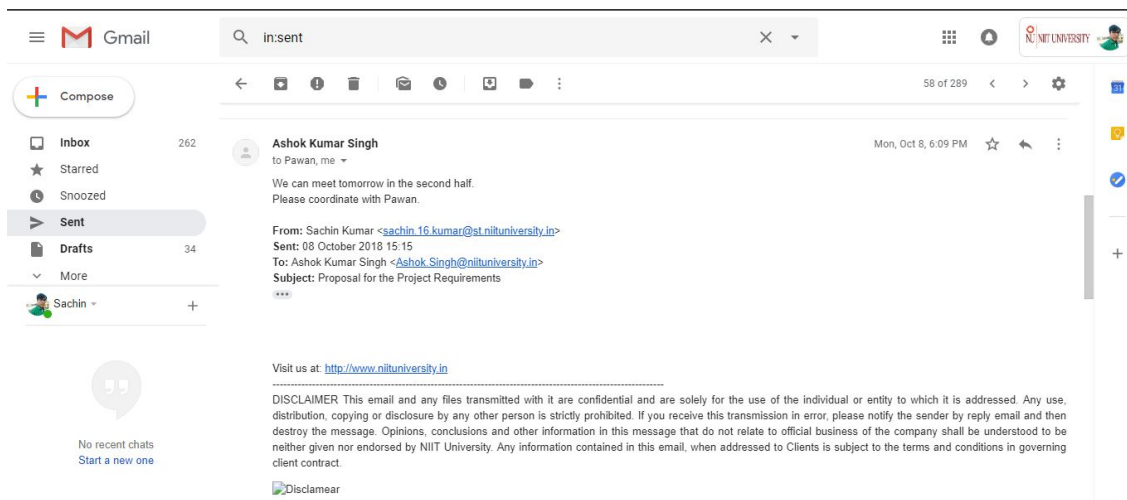 Gmail
in:sent
NU NIIT UNIVERSITY
Compose
58 of 289
31
Inbox 262
Starred
Snoozed
Sent
Drafts 34
More
Sachin
No recent chats
Start a new one
Ashok Kumar Singh
Mon, Oct 8, 6:09 PM
to Pawan, me
We can meet tomorrow in the second half.
Please coordinate with Pawan.
From: Sachin Kumar <sachin.16.kumar@st.niituniversity.in>
Sent: 08 October 2018 15:15
To: Ashok Kumar Singh <Ashok.Singh@niituniversity.in>
Subject: Proposal for the Project Requirements
Visit us at: http://www.niituniversity.in
DISCLAIMER This email and any files transmitted with it are confidential and are solely for the use of the individual or entity to which it is addressed. Any use,
distribution, copying or disclosure by any other person is strictly prohibited. If you receive this transmission in error, please notify the sender by reply email and then
destroy the message. Opinions, conclusions and other information in this message that do not relate to official business of the company shall be understood to be
neither given nor endorsed by NIIT University. Any information contained in this email, when addressed to Clients is subject to the terms and conditions in governing
client contract.
Disclamear